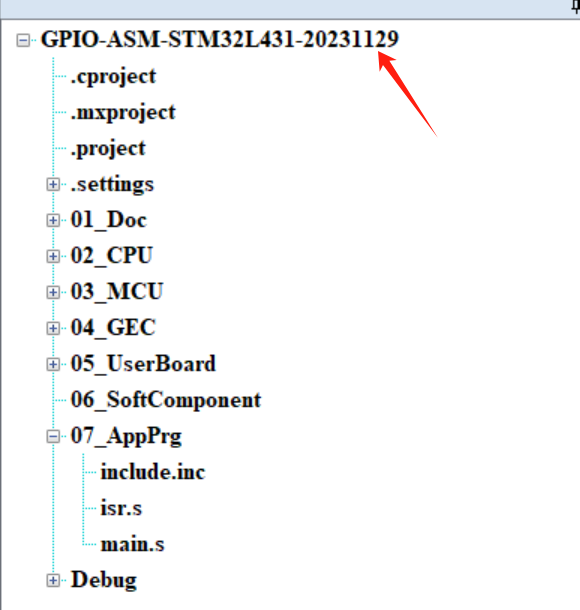 GPIO-ASM-STM32L431-20231129
.cproject
.mxproject
.project
.settings
01_Doc
02_CPU
03_MCU
04_GEC
05_UserBoard
06_SoftComponent
07_AppPrg
include.inc
isr.s
main.s
Debug